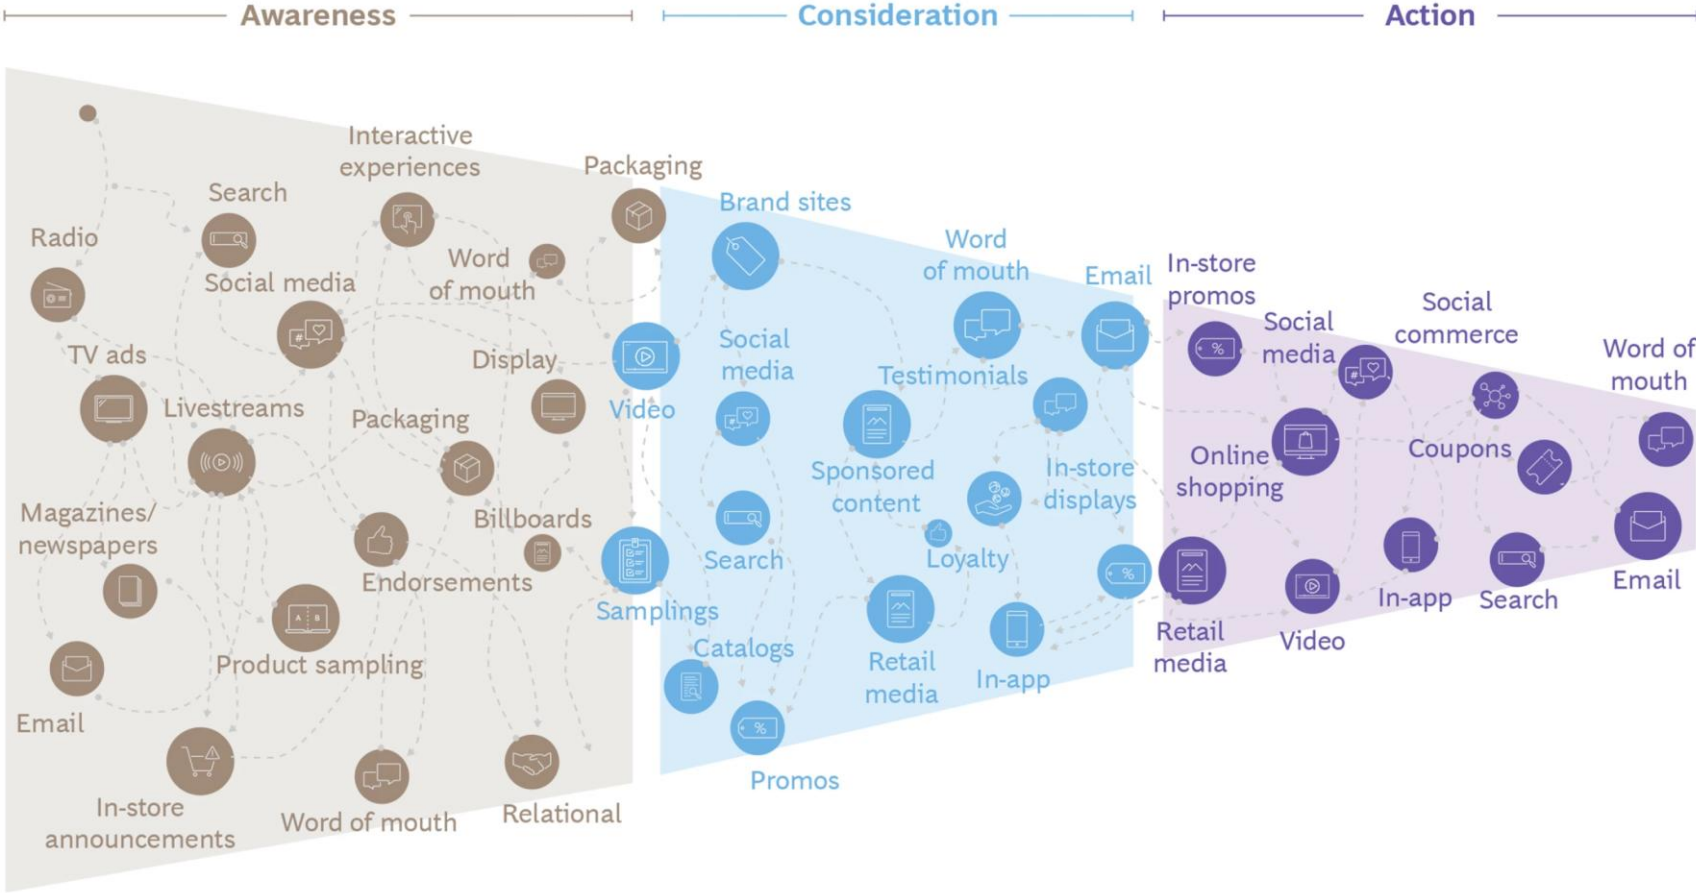 Awareness
Consideration
Action
Interactive
experiences
Packaging
Search
Radio
Word
of mouth
Social media
TV ads
Display
Livestreams
Packaging
Magazines/
newspapers
Billboards
Endorsements
A B
Product sampling
Email
In-store
announcements
Word of mouth
Relational
#
Brand sites
Word
of mouth
Email
Social
media
Video
Testimonials
#
Sponsored
content
In-store
displays
Search
Loyalty
Samplings
%
Catalogs
Retail
media
In-app
%
Promos
In-store
promos
Social
media
Social
commerce
Word of
mouth
%
#
Coupons
Online
shopping
In-app
Search
Email
Retail
media
Video